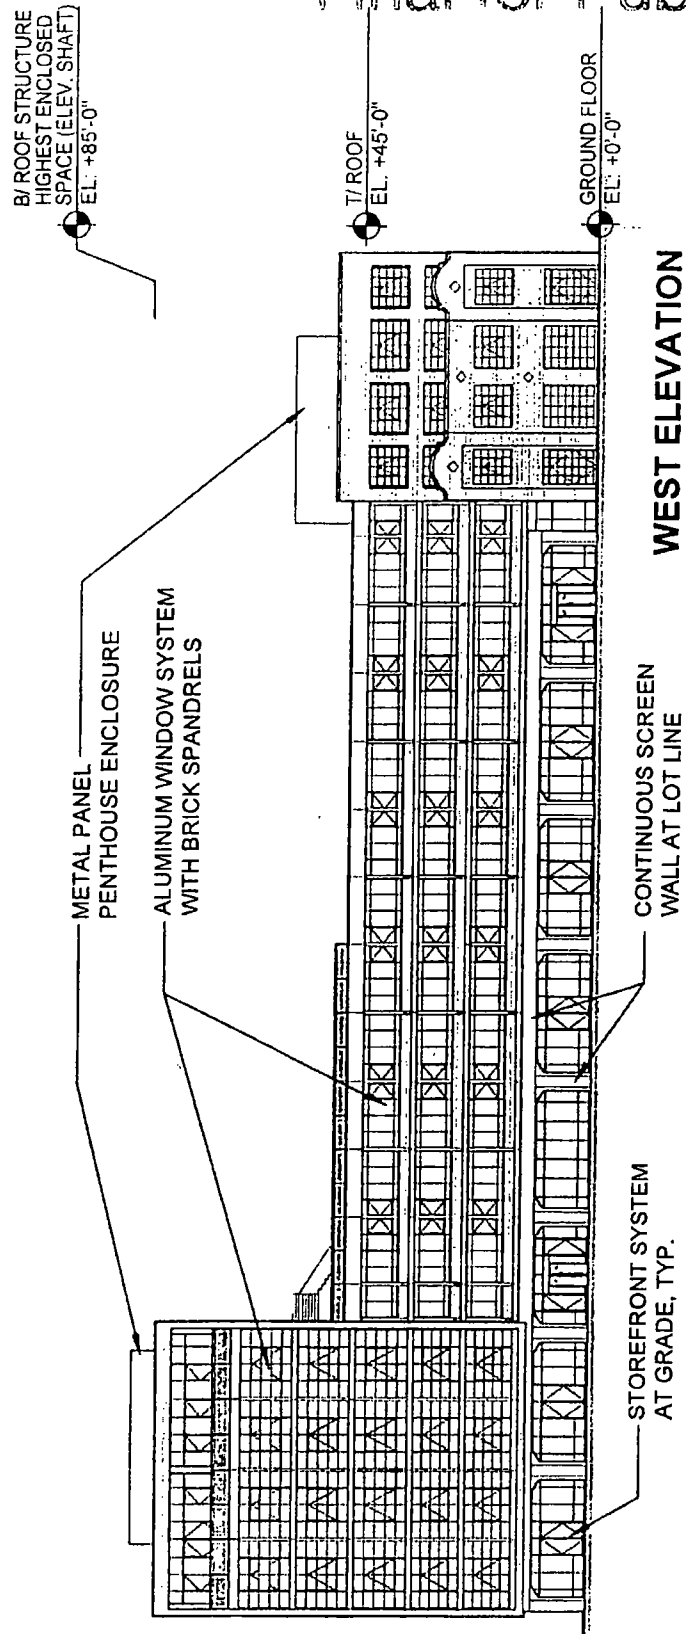 B/ ROOF STRUCTURE
HIGHEST ENCLOSED
SPACE (ELEV. SHAFT)
EL: +85'-0"
T/ ROOF
EL. +45'-0"
GROUND FLOOR
EL: +0'-0"
METAL PANEL
PENTHOUSE ENCLOSURE
ALUMINUM WINDOW SYSTEM
WITH BRICK SPANDRELS
WEST ELEVATION
CONTINUOUS SCREEN
WALL AT LOT LINE
STOREFRONT SYSTEM
AT GRADE, TYP.